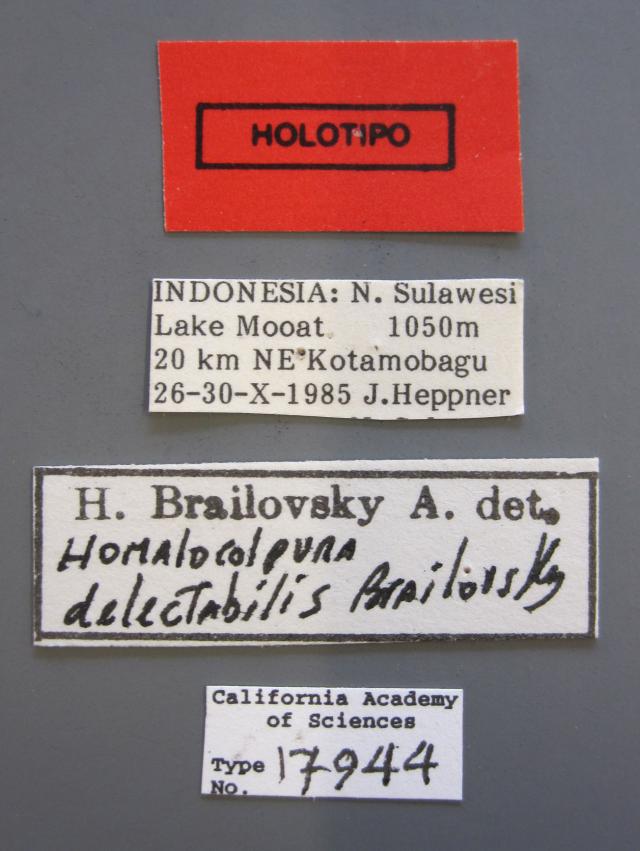 HOLOTIPO
INDONESIA: N. Sulawesi
Lake Mooat 1050m
20 km NE Kotamobagu
26-30-X-1985 J.Heppner
H. Brailovsky A. det.
Homalocolpura
delectabilis Brailovsky
California Academy
of Sciences
Type
No. 17944